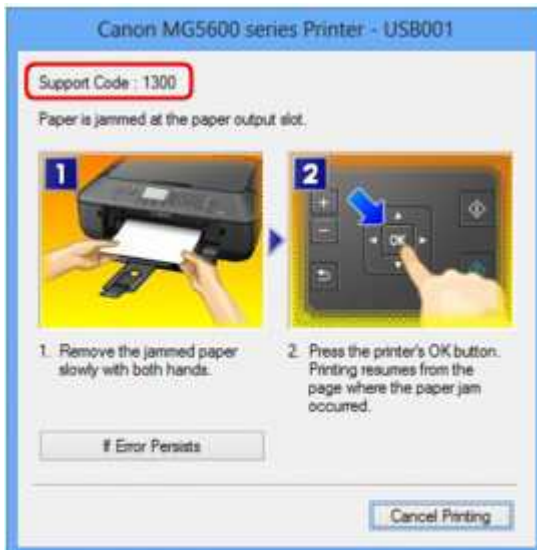 Canon MG5600 series Printer - USB001
Support Code : 1300
Paper is jammed at the paper output slot.
1
2
+
-
OK
1. Remove the jammed paper
slowly with both hands.
2. Press the printer's OK button.
Printing resumes from the
page where the paper jam
occurred.
If Error Persists
Cancel Printing